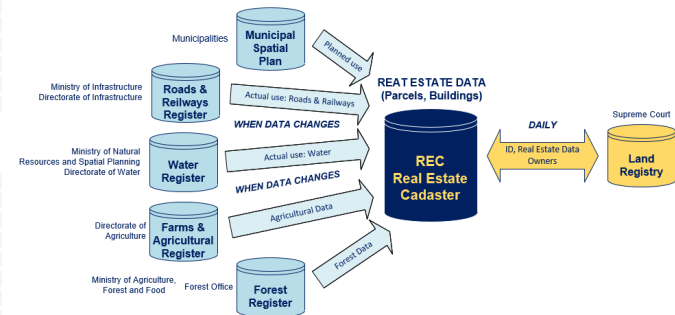 Municipalities
Municipal
Spatial
Plan
Planned use
Ministry of Infrastructure
Directorate of Infrastructure
Roads &
Reilways
Register
Actual use: Roads & Railways
WHEN DATA CHANGES
Ministry of Natural
Resources and Spatial Planning
Directorate of Water
Water
Register
Actual use: Water
WHEN DATA CHANGES
Directorate of
Agriculture
Farms &
Agricultural
Register
Agricultural Data
Ministry of Agriculture,
Forest and Food
Forest Office
Forest
Register
Forest Data
REAT ESTATE DATA
(Parcels, Buildings)
REC
Real Estate
Cadaster
DAILY
ID, Real Estate Data
Owners
Supreme Court
Land
Registry